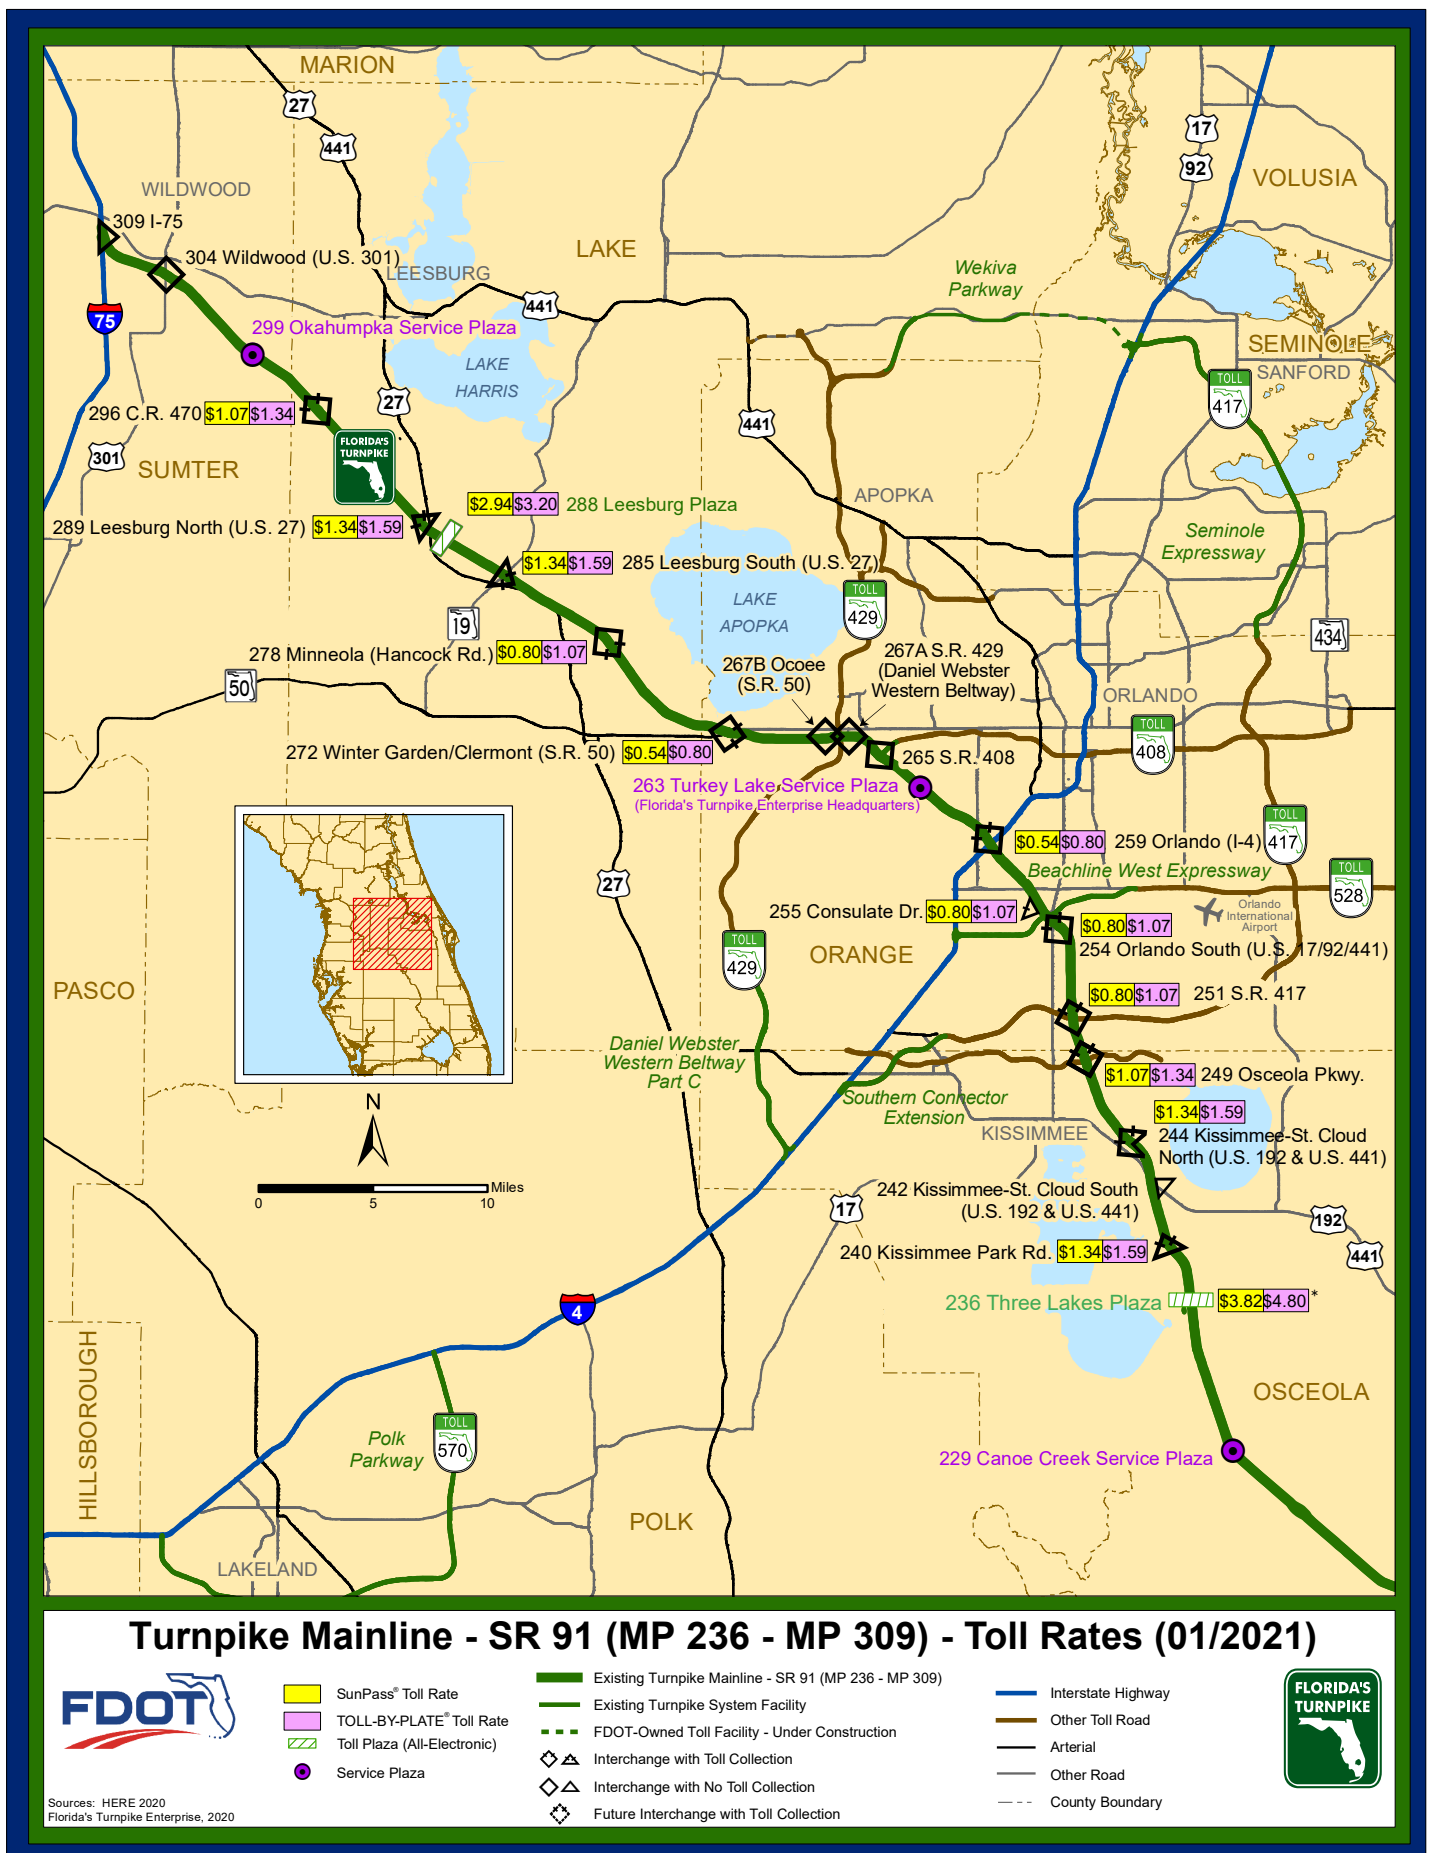 MARION
27
441
17
92
VOLUSIA
WILDWOOD
309 I-75
304 Wildwood (U.S. 301)
LAKE
LEESBURG
441
Wekiva
Parkway
75
299 Okahumpka Service Plaza
LAKE
HARRIS
SEMINOLE
SANFORD
TOLL
417
27
296 C.R. 470 $1.07 $1.34
441
301
SUMTER
FLORIDA'S
TURNPIKE
APOPKA
$2.94 $3.20 288 Leesburg Plaza
289 Leesburg North (U.S. 27) $1.34 $1.59
Seminole
Expressway
$1.34 $1.59 285 Leesburg South (U.S. 27)
LAKE
APOPKA
TOLL
429
19
434
278 Minneola (Hancock Rd.) $0.80 $1.07
267B Ocoee
(S.R. 50)
267A S.R. 429
(Daniel Webster
Western Beltway)
50
ORLANDO
TOLL
408
272 Winter Garden/Clermont (S.R. 50) $0.54 $0.80
265 S.R. 408
263 Turkey Lake Service Plaza
(Florida's Turnpike Enterprise Headquarters)
$0.54 $0.80 259 Orlando (I-4)
TOLL
417
Beachline West Expressway
27
TOLL
528
255 Consulate Dr. $0.80 $1.07
Orlando
International
Airport
$0.80 $1.07
254 Orlando South (U.S. 17/92/441)
ORANGE
TOLL
429
PASCO
$0.80 $1.07 251 S.R. 417
Daniel Webster
Western Beltway
Part C
$1.07 $1.34 249 Osceola Pkwy.
Southern Connector
Extension
N
$1.34 $1.59
KISSIMMEE
244 Kissimmee-St. Cloud
North (U.S. 192 & U.S. 441)
Miles
0 5 10
242 Kissimmee-St. Cloud South
(U.S. 192 & U.S. 441)
17
192
441
240 Kissimmee Park Rd. $1.34 $1.59
236 Three Lakes Plaza $3.82 $4.80 *
4
HILLSBOROUGH
OSCEOLA
Polk
Parkway
TOLL
570
229 Canoe Creek Service Plaza
POLK
LAKELAND
Turnpike Mainline - SR 91 (MP 236 - MP 309) - Toll Rates (01/2021)
FDOT
SunPass® Toll Rate
TOLL-BY-PLATE® Toll Rate
Toll Plaza (All-Electronic)
Service Plaza
Existing Turnpike Mainline - SR 91 (MP 236 - MP 309)
Existing Turnpike System Facility
FDOT-Owned Toll Facility - Under Construction
Interchange with Toll Collection
Interchange with No Toll Collection
Future Interchange with Toll Collection
Interstate Highway
Other Toll Road
Arterial
Other Road
County Boundary
FLORIDA'S
TURNPIKE
Sources: HERE 2020
Florida's Turnpike Enterprise, 2020